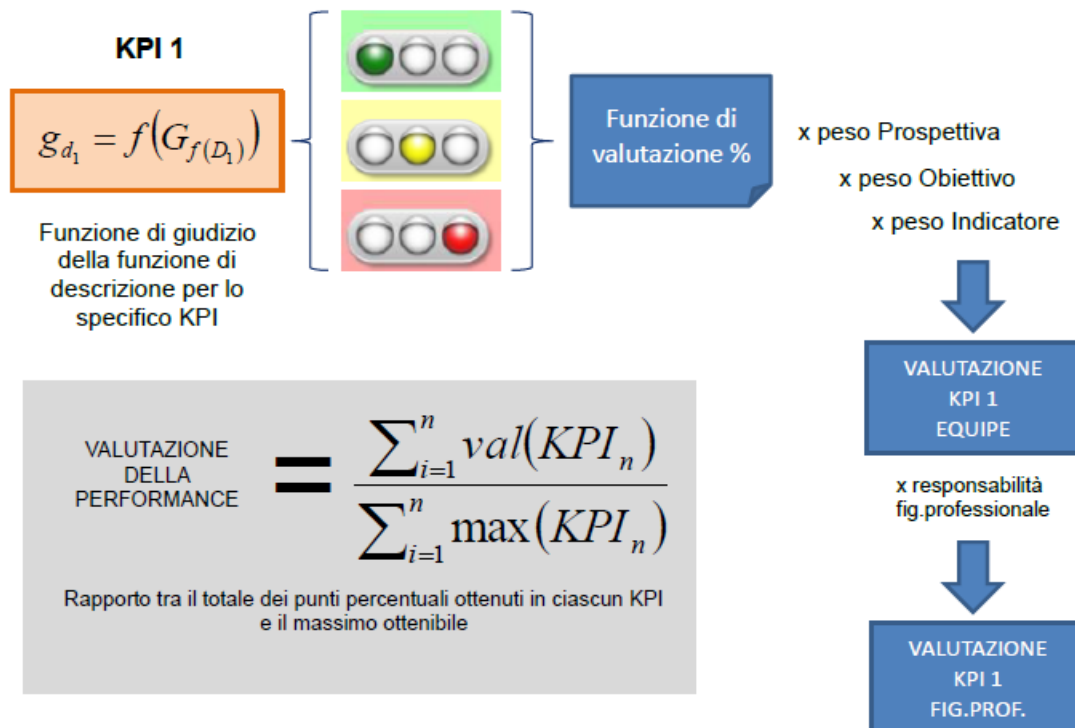 KPI 1
g_{d_1} = f(G_{f(D_1)})
Funzione di giudizio
della funzione di
descrizione per lo
specifico KPI
Funzione di
valutazione %
x peso Prospettiva
x peso Obiettivo
x peso Indicatore
VALUTAZIONE
KPI 1
EQUIPE
x responsabilità
fig.professionale
VALUTAZIONE
KPI 1
FIG.PROF.
VALUTAZIONE
DELLA
PERFORMANCE
=
∑_{i=1}^{n} val(KPI_n)
∑_{i=1}^{n} max(KPI_n)
Rapporto tra il totale dei punti percentuali ottenuti in ciascun KPI
e il massimo ottenibile